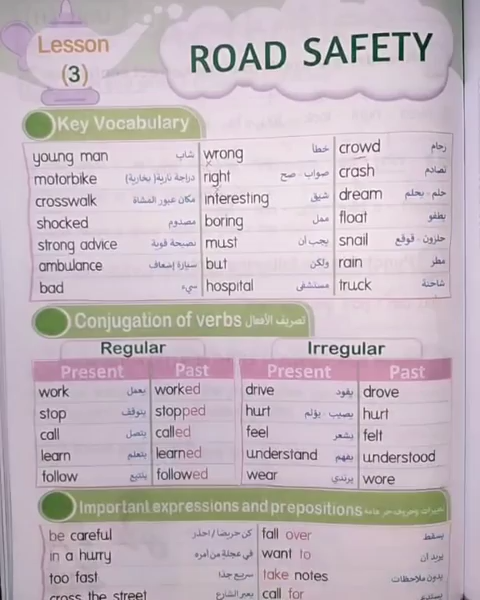 Lesson
(3)
ROAD SAFETY
Key Vocabulary
young man شاب wrong خطأ crowd زحام
motorbike دراجة نارية (بخارية) right صواب - صح crash تصادم
crosswalk مكان عبور المشاة interesting شيق dream حلم - يحلم
shocked مصدوم boring ممل float يطفو
strong advice نصيحة قوية must يجب أن snail حلزون - قوقع
ambulance سيارة إسعاف but ولكن rain مطر
bad سيء hospital مستشفى truck شاحنة
Conjugation of verbs تصريف الأفعال
Regular Irregular
Present Past Present Past
work يعمل worked drive يقود drove
stop يتوقف stopped hurt يصيب - يؤلم hurt
call يتصل called feel يشعر felt
learn يتعلم learned understand يفهم understood
follow يتتبع followed wear يرتدي wore
Important expressions and prepositions تعبيرات وحروف جر هامة
be careful كن حريصا / احذر fall over يسقط
in a hurry في عجلة من أمره want to يريد أن
too fast سريع جدا take notes يدون ملاحظات
cross the street يعبر الشارع call for يستدعي